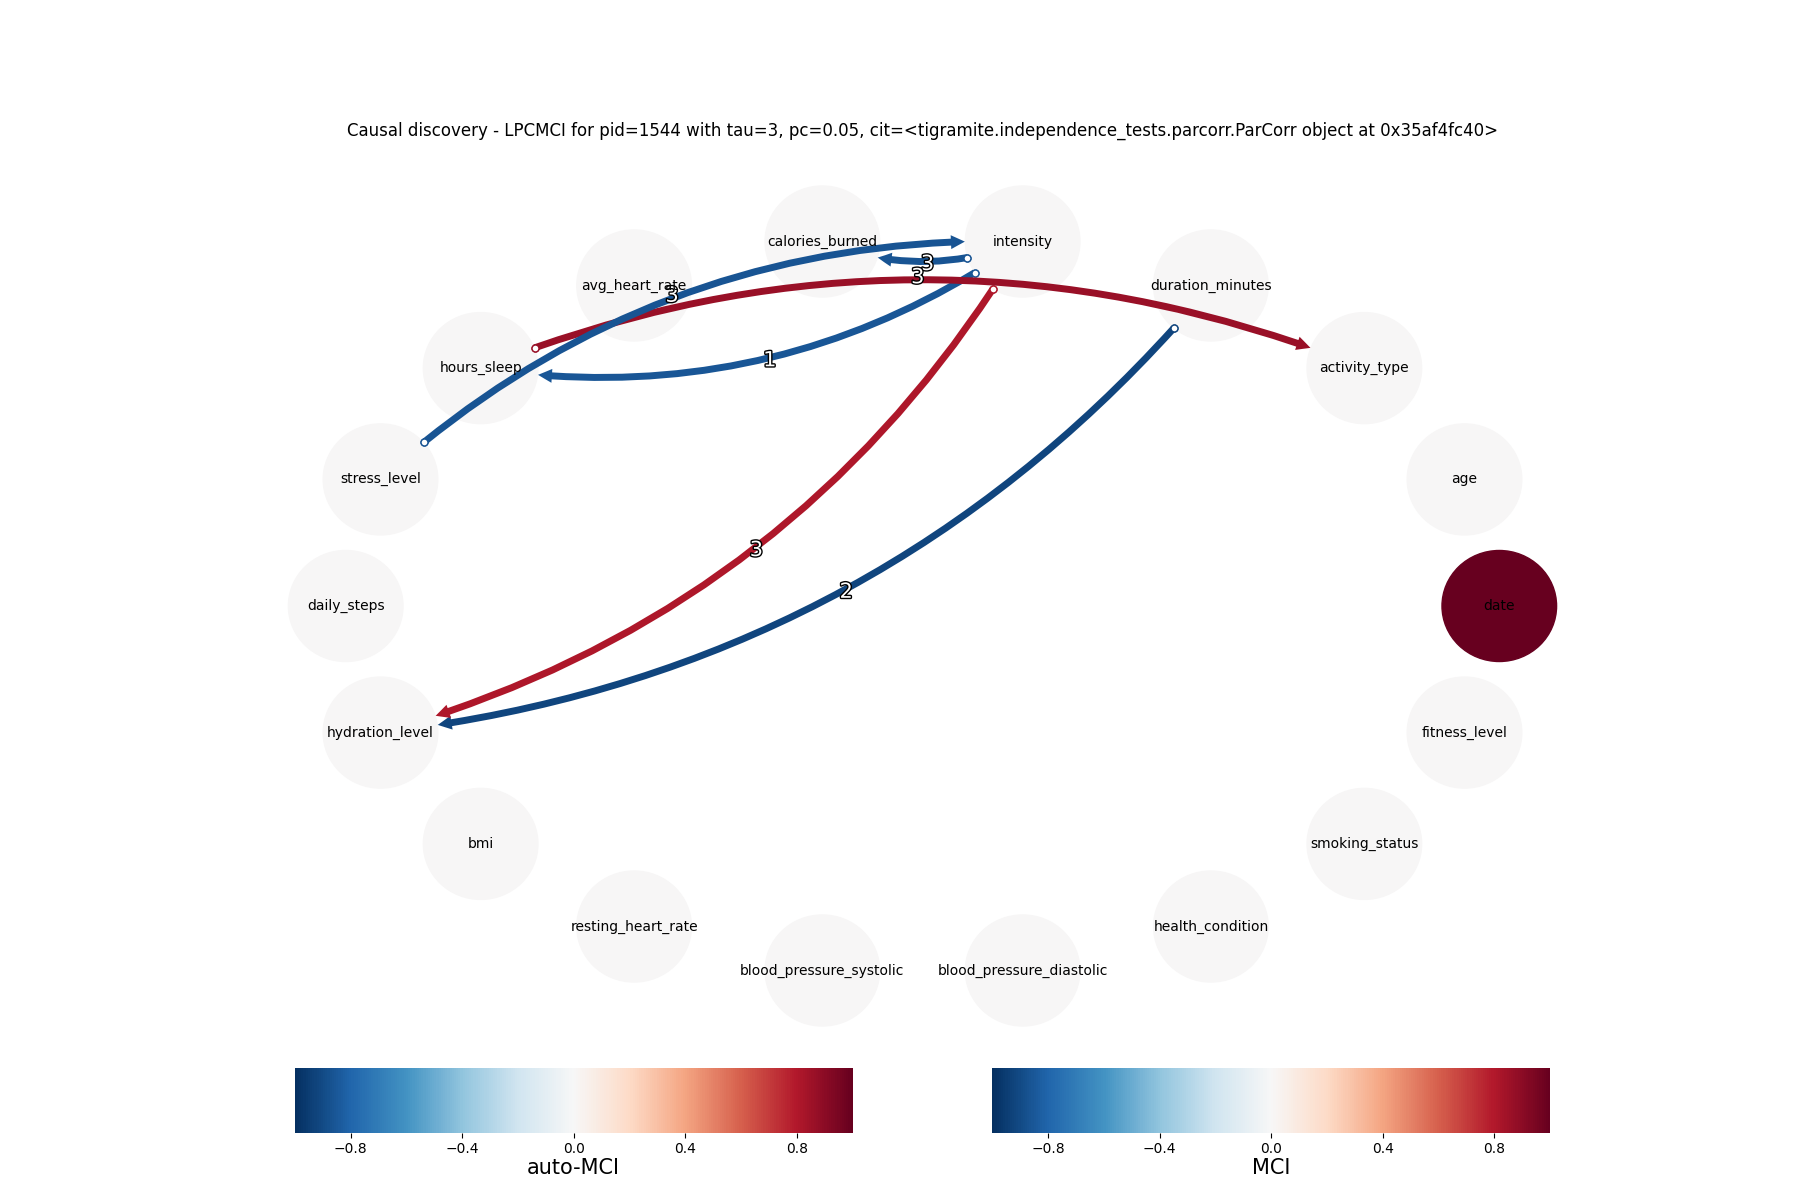 Causal discovery - LPCMCI for pid=1544 with tau=3, pc=0.05, cit=<tigramite.independence_tests.parcorr.ParCorr object at 0x35af4fc40>
calories_burned
intensity
3
3
avg_heart_rate
duration_minutes
3
1
hours_sleep
activity_type
stress_level
age
3
2
daily_steps
date
hydration_level
fitness_level
bmi
smoking_status
resting_heart_rate
health_condition
blood_pressure_systolic
blood_pressure_diastolic
−0.8 −0.4 0.0 0.4 0.8
auto-MCI
−0.8 −0.4 0.0 0.4 0.8
MCI